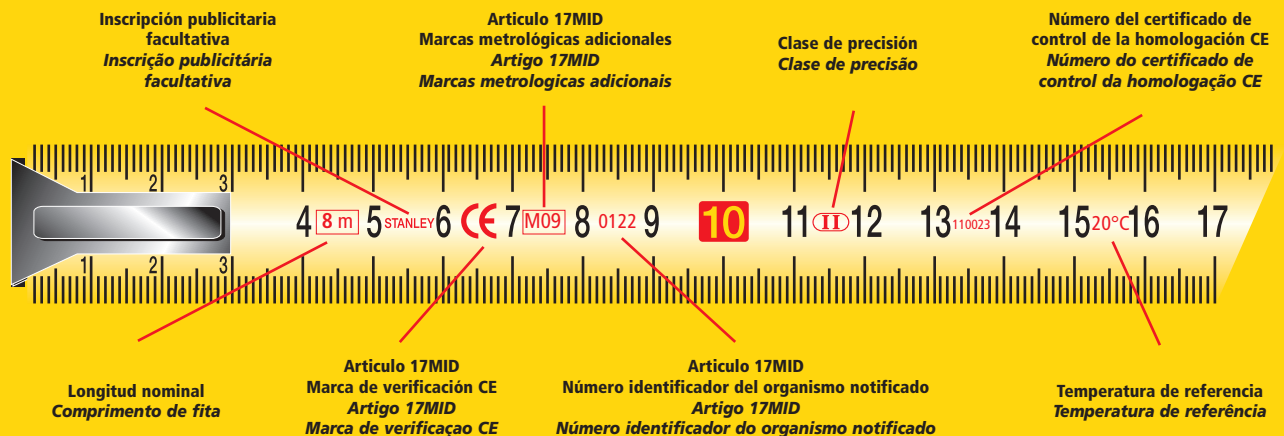 Inscripción publicitaria
facultativa
Inscrição publicitária
facultativa
Articulo 17MID
Marcas metrológicas adicionales
Artigo 17MID
Marcas metrologicas adicionais
Clase de precisión
Clase de precisão
Número del certificado de
control de la homologación CE
Número do certificado de
control da homologação CE
1 2 3
4 8 m 5 STANLEY 6 CE 7 M09 8 0122 9 10 11 II 12 13 110023 14 15 20°C 16 17
1 2 3
Longitud nominal
Comprimento de fita
Articulo 17MID
Marca de verificación CE
Artigo 17MID
Marca de verificaçao CE
Articulo 17MID
Número identificador del organismo notificado
Artigo 17MID
Número identificador do organismo notificado
Temperatura de referencia
Temperatura de referência